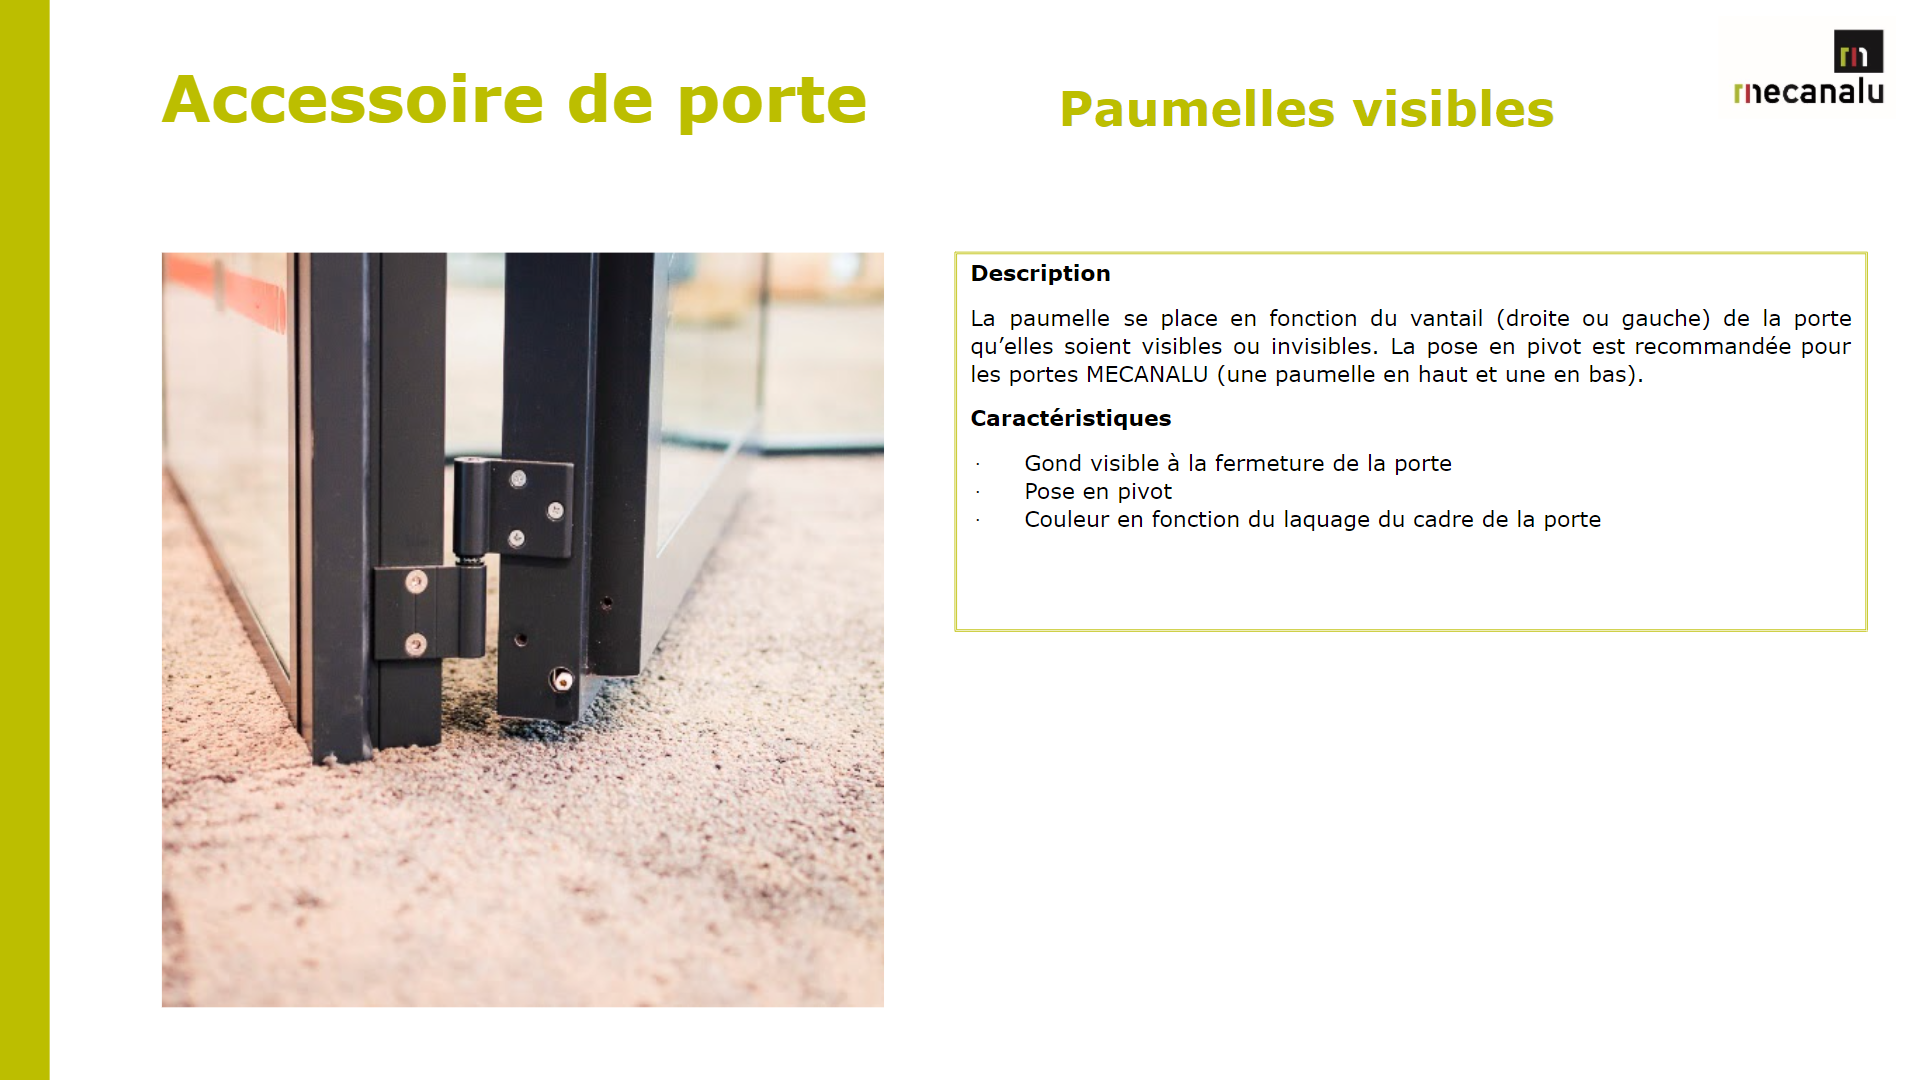 Accessoire de porte
Paumelles visibles
mecanalu
Description
La paumelle se place en fonction du vantail (droite ou gauche) de la porte
qu’elles soient visibles ou invisibles. La pose en pivot est recommandée pour
les portes MECANALU (une paumelle en haut et une en bas).
Caractéristiques
· Gond visible à la fermeture de la porte
· Pose en pivot
· Couleur en fonction du laquage du cadre de la porte